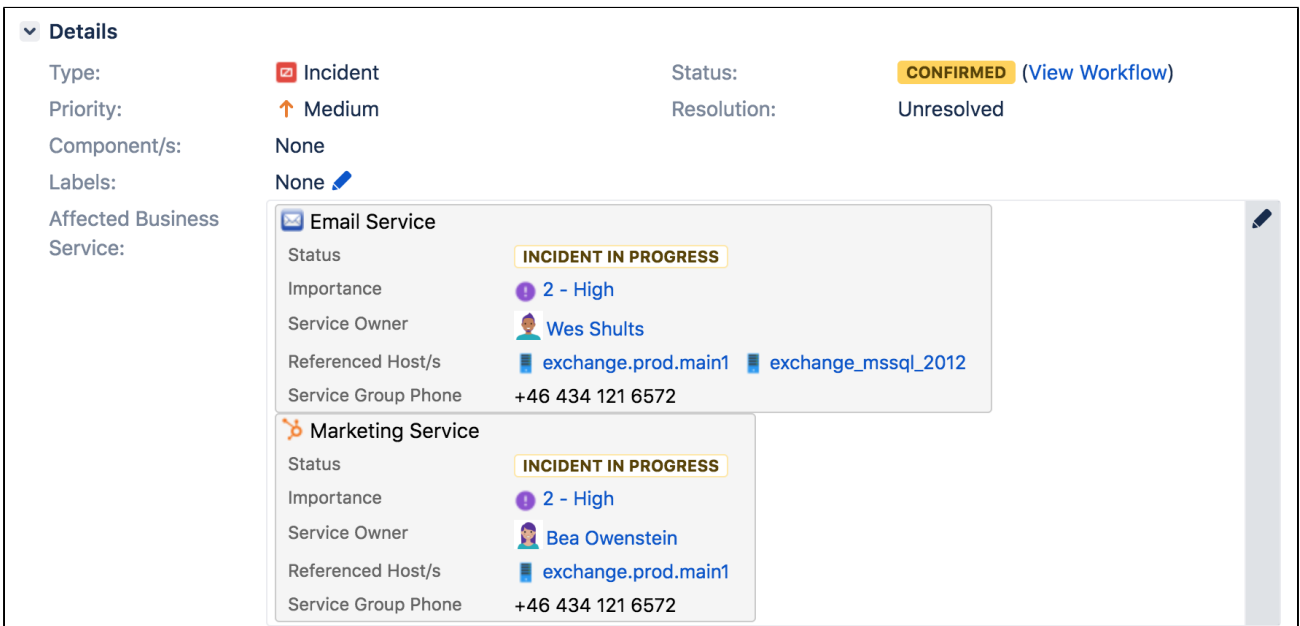 Details
Type: Incident Status: CONFIRMED (View Workflow)
Priority: Medium Resolution: Unresolved
Component/s: None
Labels: None
Affected Business
Service:
Email Service
Status INCIDENT IN PROGRESS
Importance 2 - High
Service Owner Wes Shults
Referenced Host/s exchange.prod.main1 exchange_mssql_2012
Service Group Phone +46 434 121 6572
Marketing Service
Status INCIDENT IN PROGRESS
Importance 2 - High
Service Owner Bea Owenstein
Referenced Host/s exchange.prod.main1
Service Group Phone +46 434 121 6572